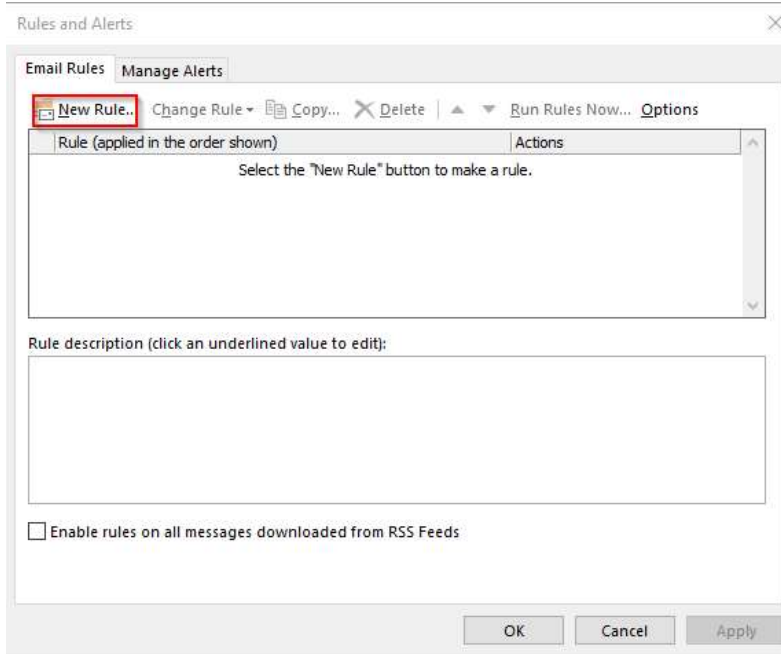 Rules and Alerts
Email Rules Manage Alerts
New Rule... Change Rule Copy... Delete Run Rules Now... Options
Rule (applied in the order shown) Actions
Select the "New Rule" button to make a rule.
Rule description (click an underlined value to edit):
Enable rules on all messages downloaded from RSS Feeds
OK Cancel Apply